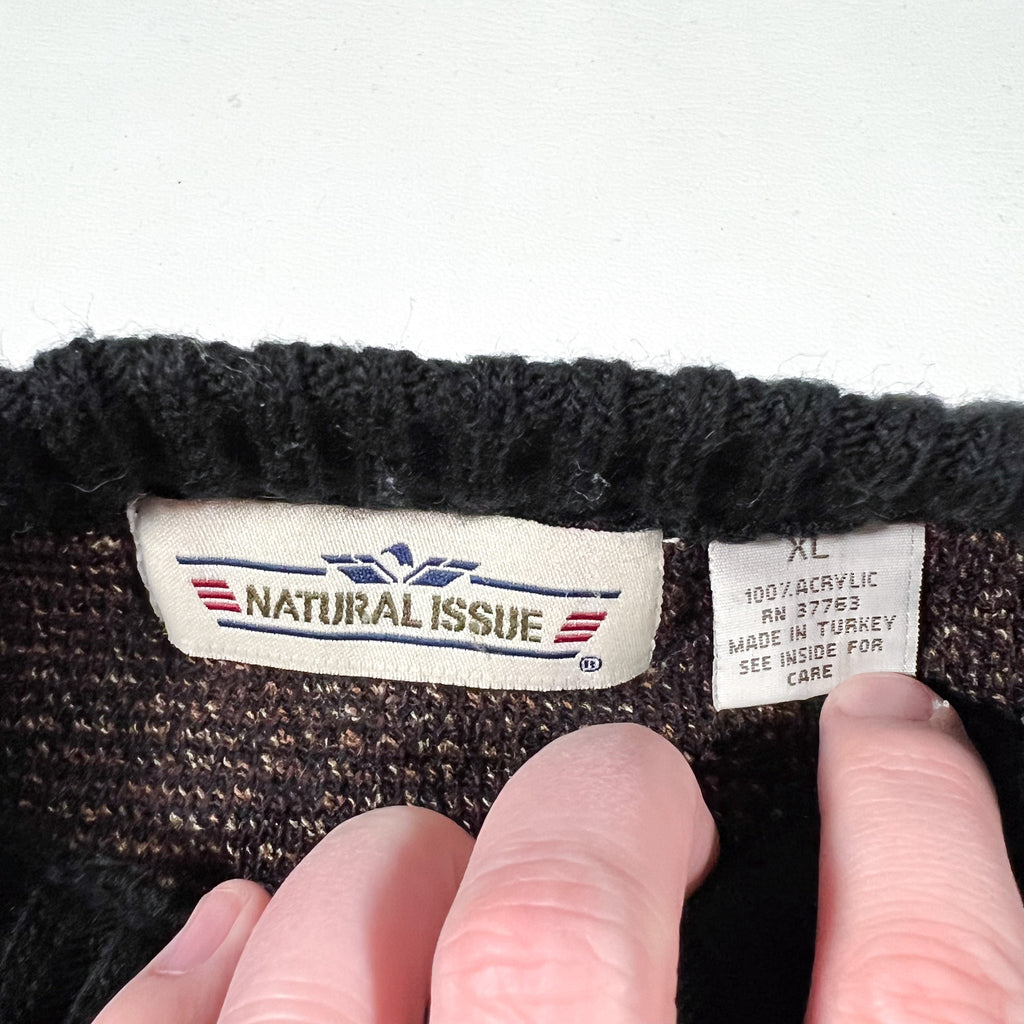 NATURAL ISSUE
®
XL
100% ACRYLIC
RN 37763
MADE IN TURKEY
SEE INSIDE FOR
CARE